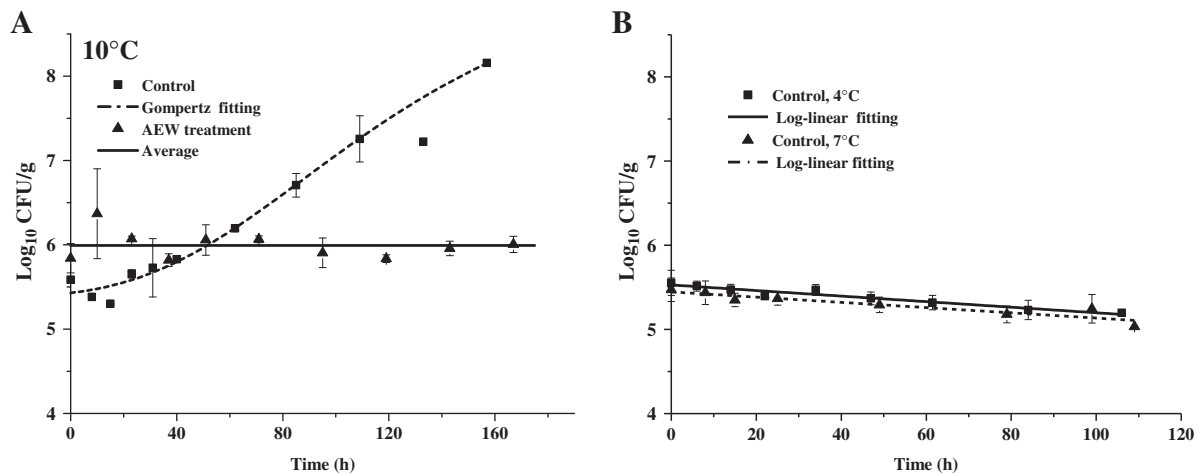 A
10°C
Control
Gompertz fitting
AEW treatment
Average
8
7
6
5
4
Log10 CFU/g
0
40
80
120
160
Time (h)
B
Control, 4°C
Log-linear fitting
Control, 7°C
Log-linear fitting
8
7
6
5
4
Log10 CFU/g
0
20
40
60
80
100
120
Time (h)